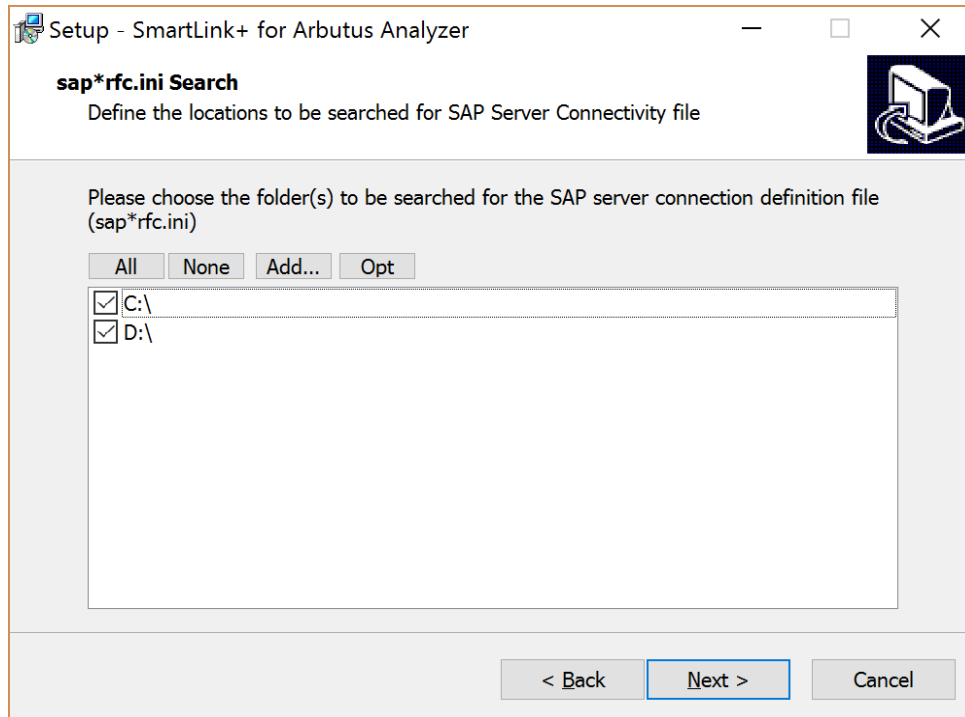 Setup - SmartLink+ for Arbutus Analyzer
sap*rfc.ini Search
Define the locations to be searched for SAP Server Connectivity file
Please choose the folder(s) to be searched for the SAP server connection definition file
(sap*rfc.ini)
All None Add... Opt
C:\
D:\
< Back Next > Cancel